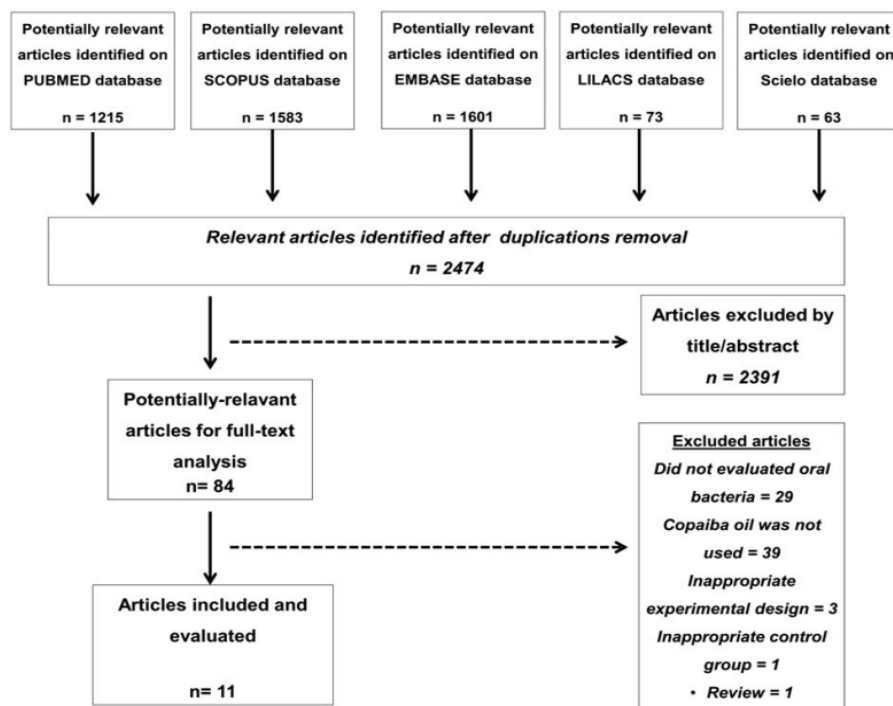 Potentially relevant
articles identified on
PUBMED database
n = 1215
Potentially relevant
articles identified on
SCOPUS database
n = 1583
Potentially relevant
articles identified on
EMBASE database
n = 1601
Potentially relevant
articles identified on
LILACS database
n = 73
Potentially relevant
articles identified on
Scielo database
n = 63
Relevant articles identified after duplications removal
n = 2474
Articles excluded by
title/abstract
n = 2391
Potentially-relavant
articles for full-text
analysis
n= 84
Excluded articles
Did not evaluated oral
bacteria = 29
Copaiba oil was not
used = 39
Inappropriate
experimental design = 3
Inappropriate control
group = 1
• Review = 1
Articles included and
evaluated
n= 11